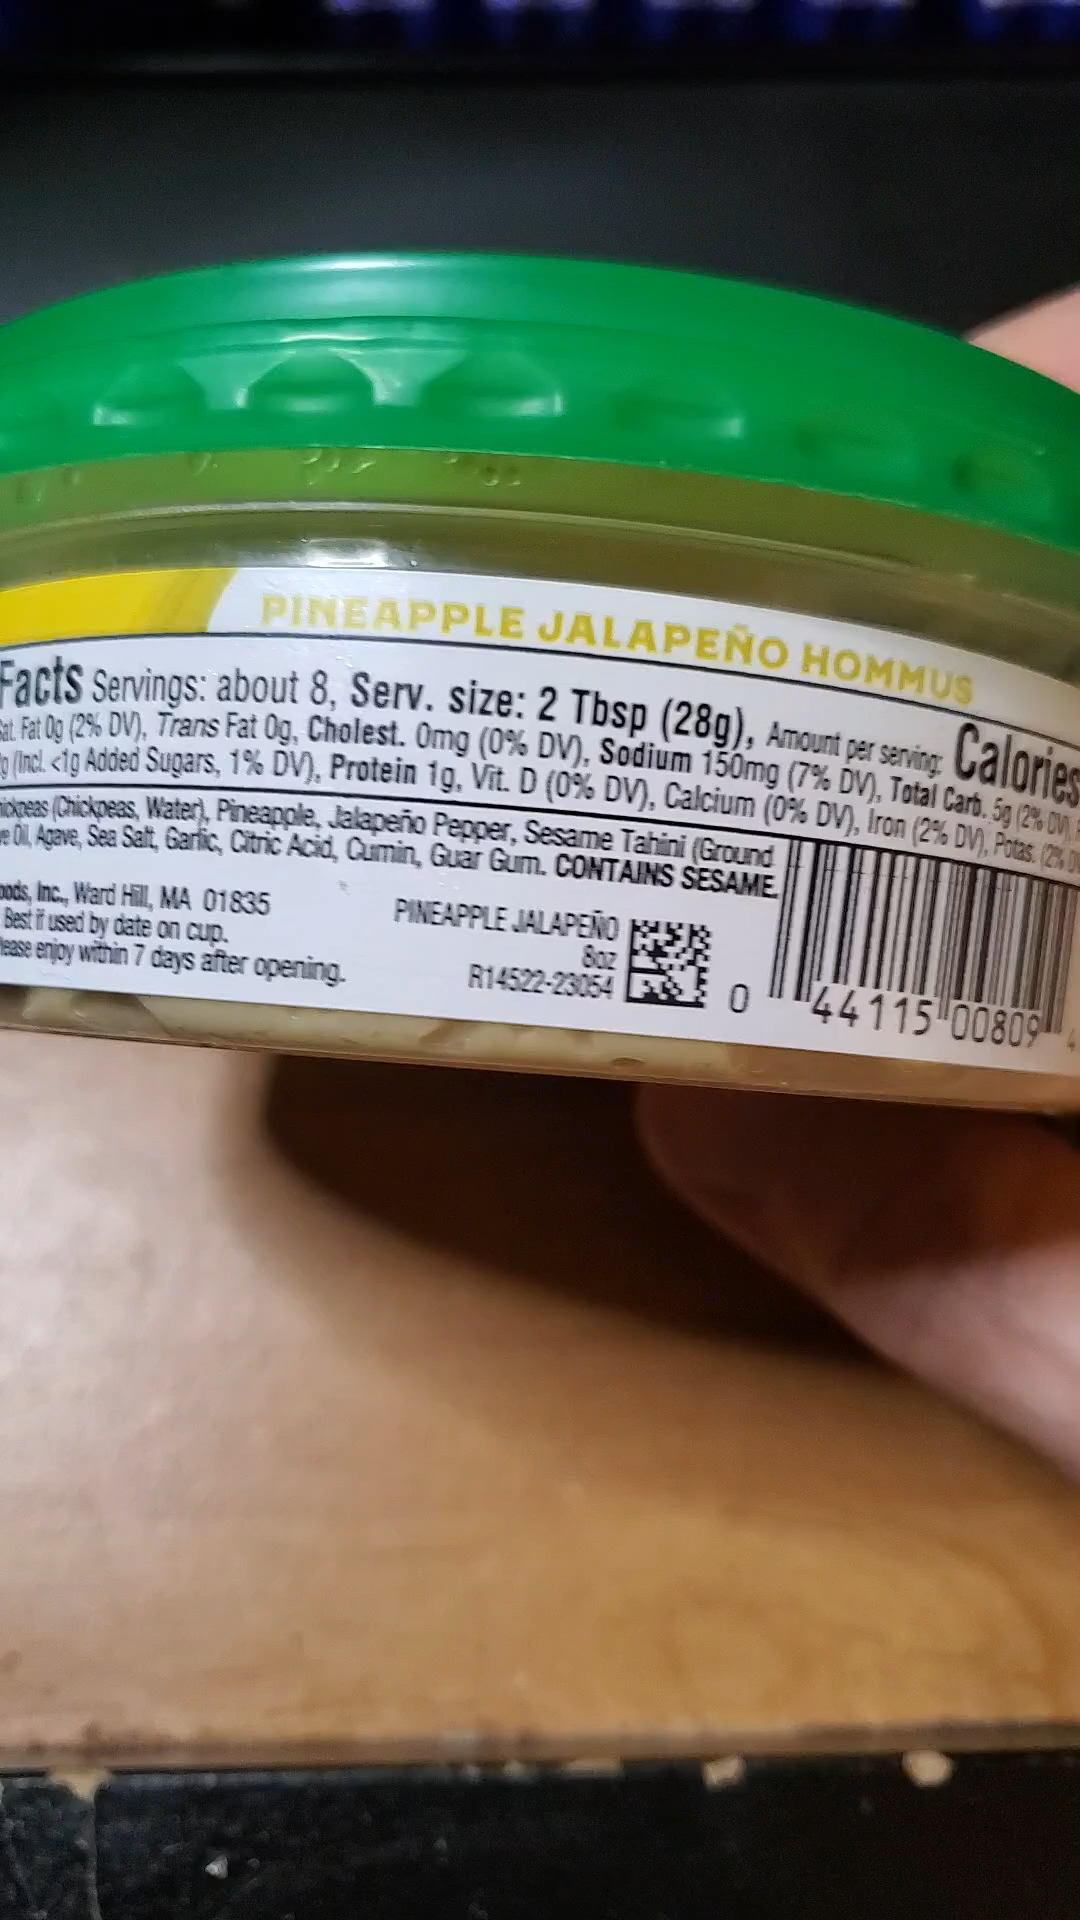 PINEAPPLE JALAPEÑO HOMMUS
Facts Servings: about 8, Serv. size: 2 Tbsp (28g), Amount per serving: Calories
Sat. Fat 0g (2% DV), Trans Fat 0g, Cholest. 0mg (0% DV), Sodium 150mg (7% DV), Total Carb. 5g (2% DV),
(Incl. <1g Added Sugars, 1% DV), Protein 1g, Vit. D (0% DV), Calcium (0% DV), Iron (2% DV), Potas. (2%
(Chickpeas, Water), Pineapple, Jalapeño Pepper, Sesame Tahini (Ground
Oil, Agave, Sea Salt, Garlic, Citric Acid, Cumin, Guar Gum. CONTAINS SESAME.
Inc., Ward Hill, MA 01835
Best if used by date on cup.
enjoy within 7 days after opening.
PINEAPPLE JALAPEÑO
8oz
R14522-23054
0 44115 00809 4